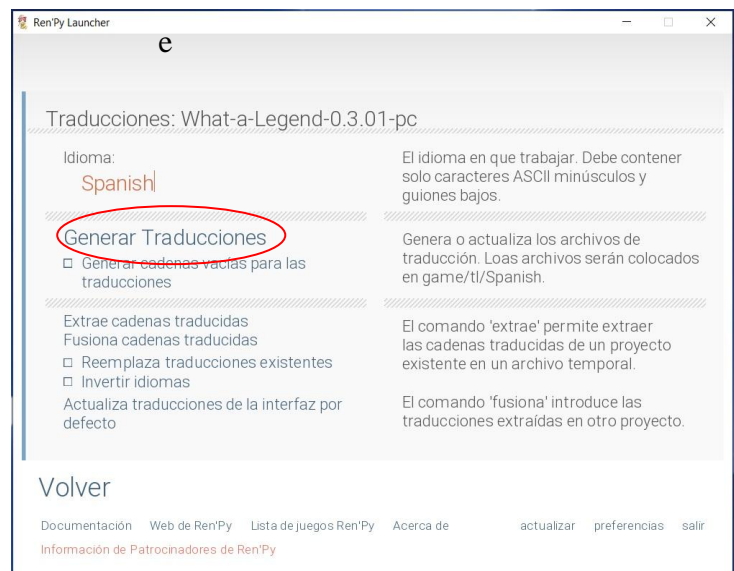 Ren'Py Launcher
e
Traducciones: What-a-Legend-0.3.01-pc
Idioma:
Spanish
El idioma en que trabajar. Debe contener
solo caracteres ASCII minúsculos y
guiones bajos.
Generar Traducciones
Generar cadenas vacías para las
traducciones
Genera o actualiza los archivos de
traducción. Loas archivos serán colocados
en game/tl/Spanish.
Extrae cadenas traducidas
Fusiona cadenas traducidas
Reemplaza traducciones existentes
Invertir idiomas
Actualiza traducciones de la interfaz por
defecto
El comando 'extrae' permite extraer
las cadenas traducidas de un proyecto
existente en un archivo temporal.
El comando 'fusiona' introduce las
traducciones extraídas en otro proyecto.
Volver
Documentación Web de Ren'Py Lista de juegos Ren'Py Acerca de actualizar preferencias salir
Información de Patrocinadores de Ren'Py